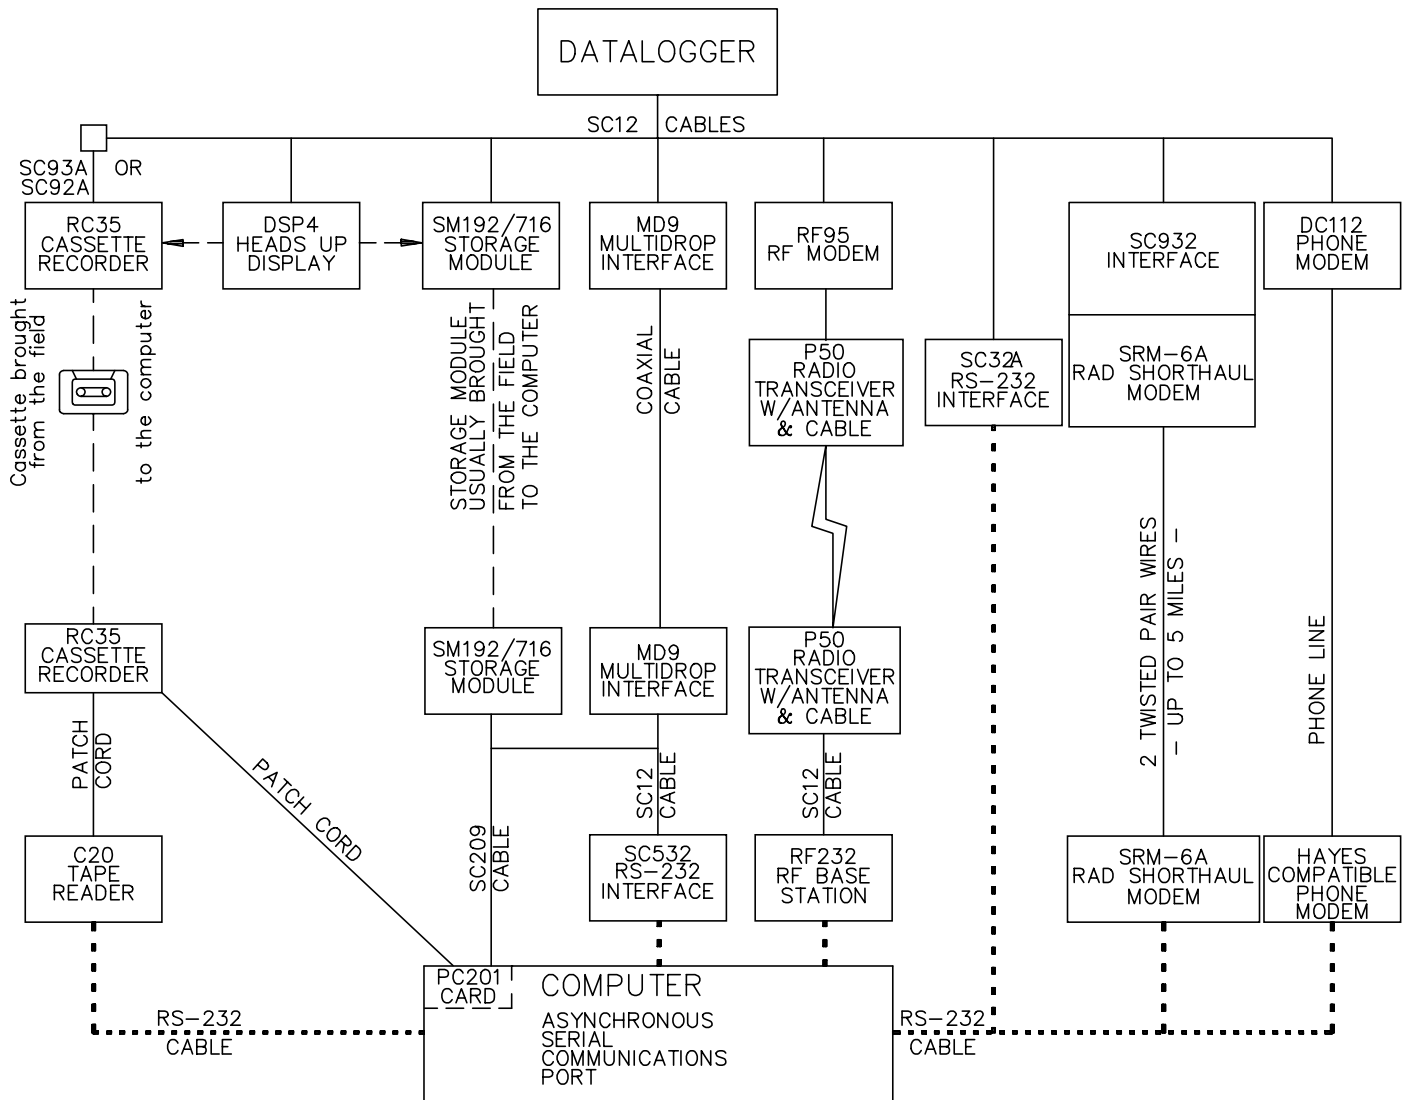 DATALOGGER
SC12 CABLES
SC93A OR
SC92A
RC35
CASSETTE
RECORDER
DSP4
HEADS UP
DISPLAY
SM192/716
STORAGE
MODULE
MD9
MULTIDROP
INTERFACE
RF95
RF MODEM
SC932
INTERFACE
DC112
PHONE
MODEM
Cassette brought
from the field
to the computer
STORAGE MODULE
USUALLY BROUGHT
FROM THE FIELD
TO THE COMPUTER
COAXIAL
CABLE
P50
RADIO
TRANSCEIVER
W/ANTENNA
& CABLE
SC32A
RS-232
INTERFACE
SRM-6A
RAD SHORTHAUL
MODEM
2 TWISTED PAIR WIRES
- UP TO 5 MILES -
PHONE LINE
RC35
CASSETTE
RECORDER
SM192/716
STORAGE
MODULE
MD9
MULTIDROP
INTERFACE
P50
RADIO
TRANSCEIVER
W/ANTENNA
& CABLE
PATCH
CORD
PATCH CORD
SC209
CABLE
SC12
CABLE
SC12
CABLE
C20
TAPE
READER
SC532
RS-232
INTERFACE
RF232
RF BASE
STATION
SRM-6A
RAD SHORTHAUL
MODEM
HAYES
COMPATIBLE
PHONE
MODEM
PC201
CARD
COMPUTER
ASYNCHRONOUS
SERIAL
COMMUNICATIONS
PORT
RS-232
CABLE
RS-232
CABLE